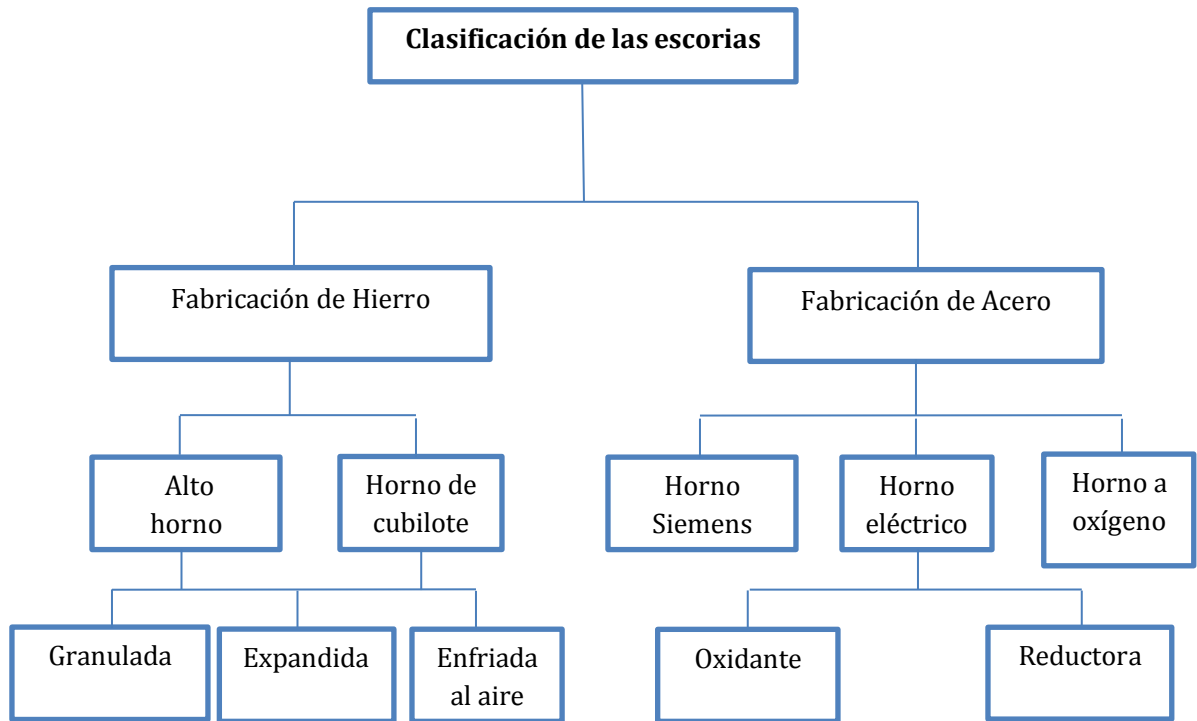 Clasificación de las escorias
Fabricación de Hierro
Fabricación de Acero
Alto
horno
Horno de
cubilote
Horno
Siemens
Horno
eléctrico
Horno a
oxígeno
Granulada
Expandida
Enfriada
al aire
Oxidante
Reductora